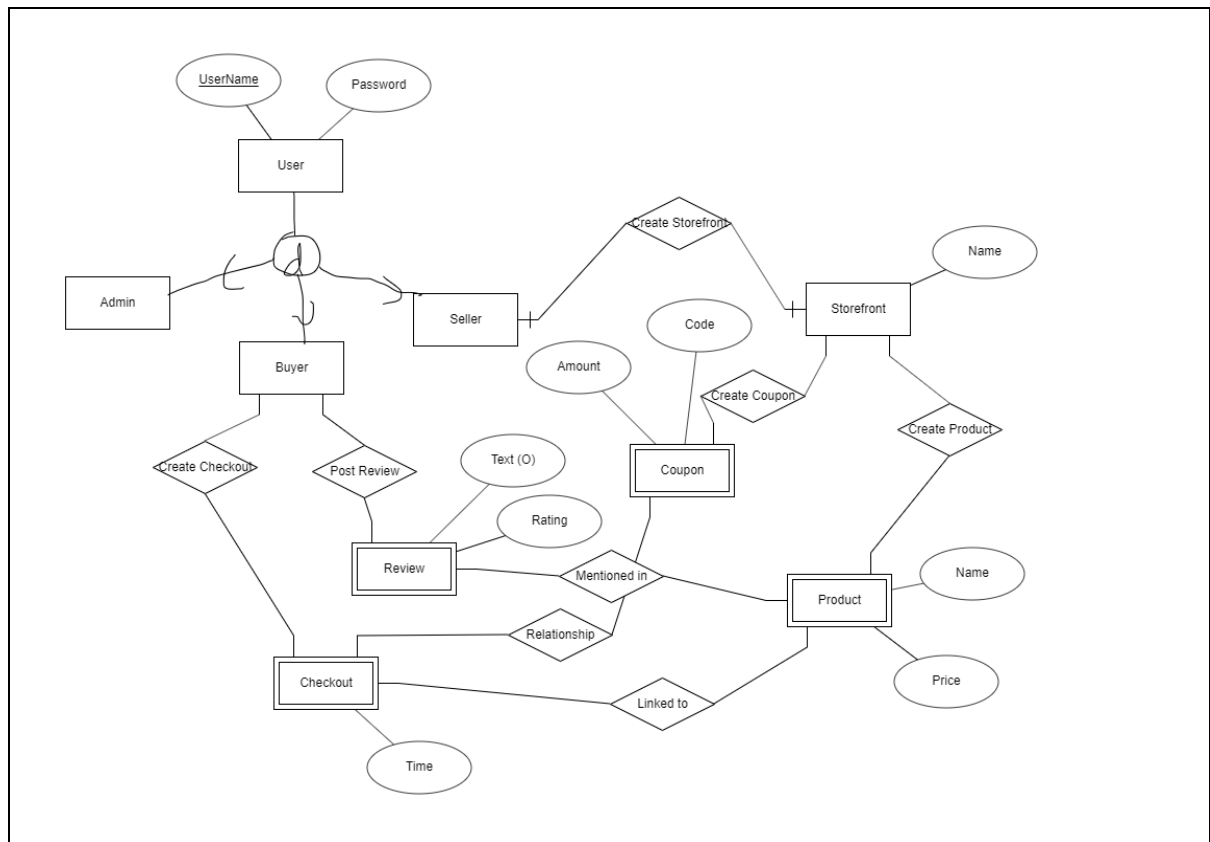 UserName
Password
User
Create Storefront
Name
Admin
d
Seller
Storefront
Code
Buyer
Amount
Create Coupon
Create Product
Text (O)
Create Checkout
Post Review
Coupon
Rating
Review
Mentioned in
Name
Product
Relationship
Checkout
Price
Linked to
Time